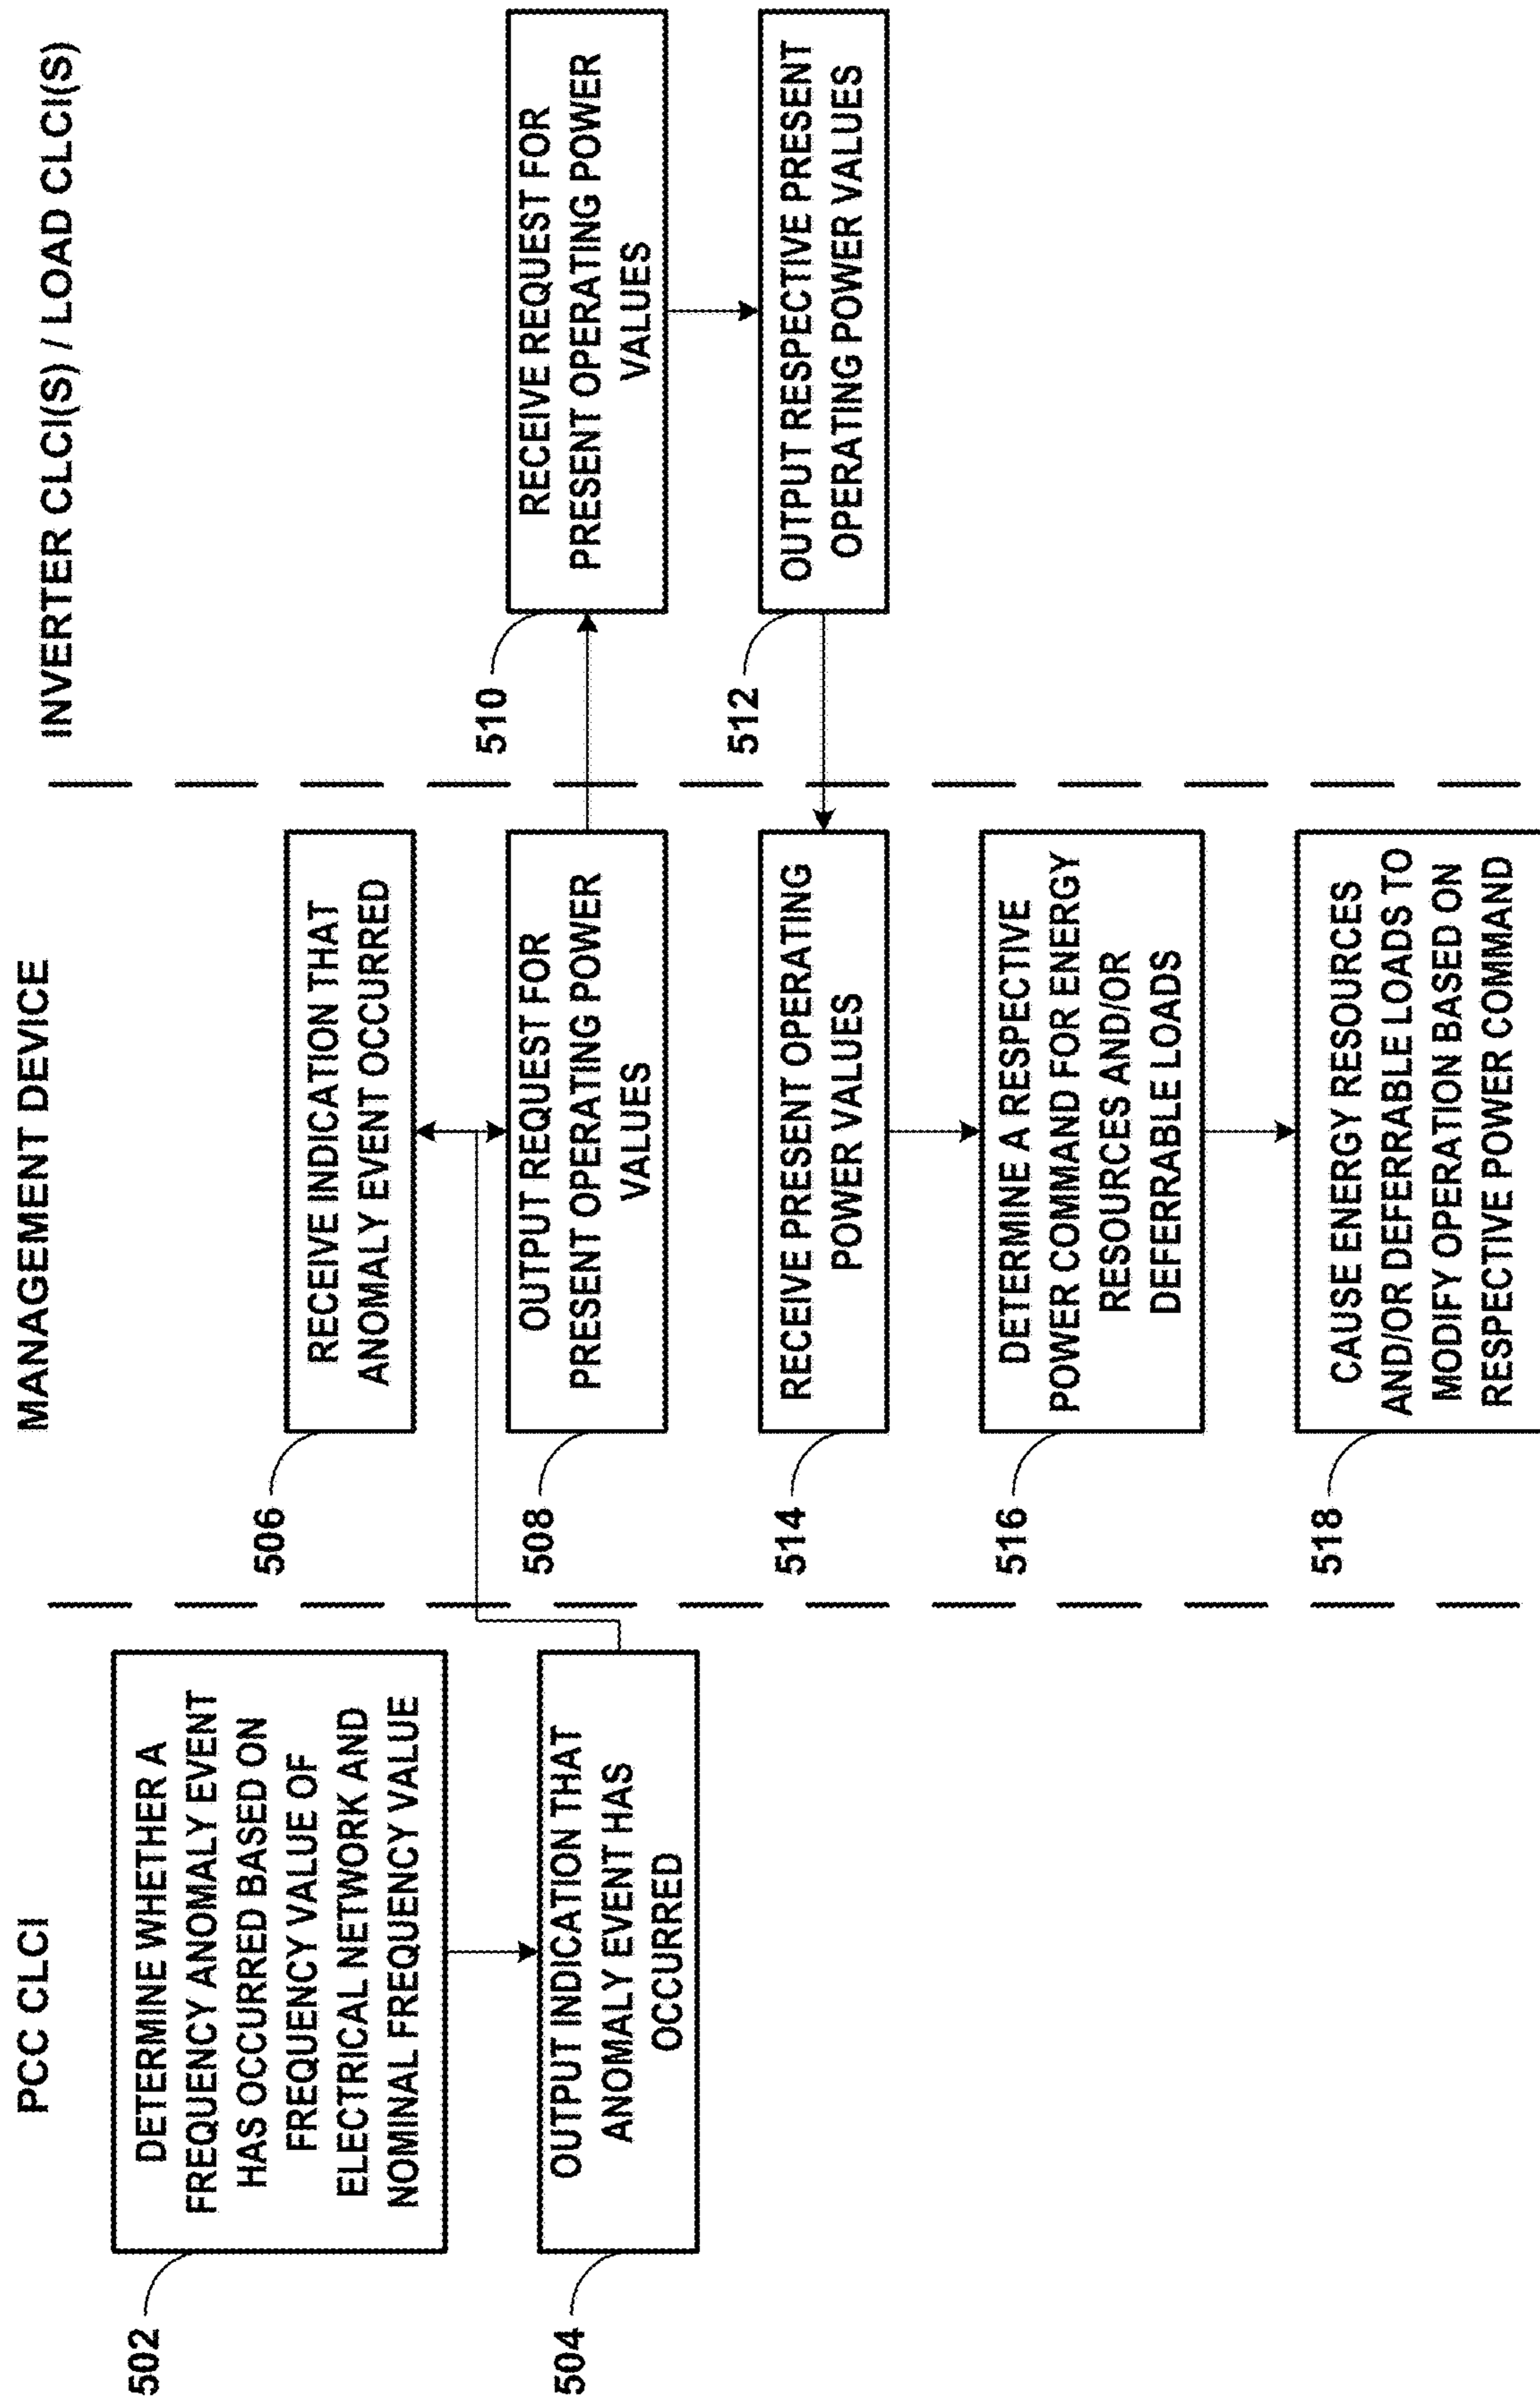 PCC CLCI
MANAGEMENT DEVICE
INVERTER CLCI(S) / LOAD CLCI(S)
502
DETERMINE WHETHER A
FREQUENCY ANOMALY EVENT
HAS OCCURRED BASED ON
FREQUENCY VALUE OF
ELECTRICAL NETWORK AND
NOMINAL FREQUENCY VALUE
504
OUTPUT INDICATION THAT
ANOMALY EVENT HAS
OCCURRED
506
RECEIVE INDICATION THAT
ANOMALY EVENT OCCURRED
508
OUTPUT REQUEST FOR
PRESENT OPERATING POWER
VALUES
510
RECEIVE REQUEST FOR
PRESENT OPERATING POWER
VALUES
512
OUTPUT RESPECTIVE PRESENT
OPERATING POWER VALUES
514
RECEIVE PRESENT OPERATING
POWER VALUES
516
DETERMINE A RESPECTIVE
POWER COMMAND FOR ENERGY
RESOURCES AND/OR
DEFERRABLE LOADS
518
CAUSE ENERGY RESOURCES
AND/OR DEFERRABLE LOADS TO
MODIFY OPERATION BASED ON
RESPECTIVE POWER COMMAND